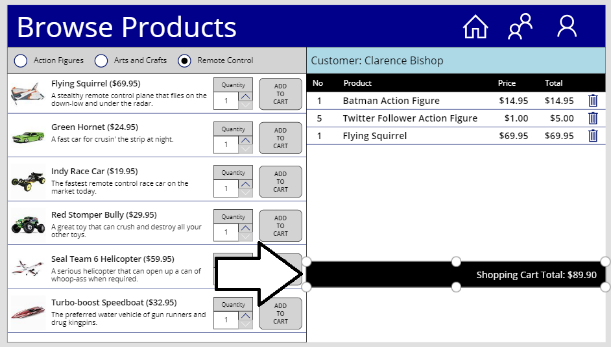 Browse Products
Action Figures Arts and Crafts Remote Control
Flying Squirrel ($69.95)
A stealthy remote control plane that flies on the
down-low and under the radar.
Quantity
1
ADD
TO
CART
Green Hornet ($24.95)
A fast car for crusin' the strip at night.
Quantity
1
ADD
TO
CART
Indy Race Car ($19.95)
The fastest remote control race car on the
market today.
Quantity
1
ADD
TO
CART
Red Stomper Bully ($29.95)
A great toy that can crush and destroy all your
other toys.
Quantity
1
ADD
TO
CART
Seal Team 6 Helicopter ($59.95)
A serious helicopter that can open up a can of
whoop-ass when required.
Turbo-boost Speedboat ($32.95)
The preferred water vehicle of gun runners and
drug kingpins.
Quantity
1
ADD
TO
CART
Customer: Clarence Bishop
No Product Price Total
1 Batman Action Figure $14.95 $14.95
5 Twitter Follower Action Figure $1.00 $5.00
1 Flying Squirrel $69.95 $69.95
Shopping Cart Total: $89.90